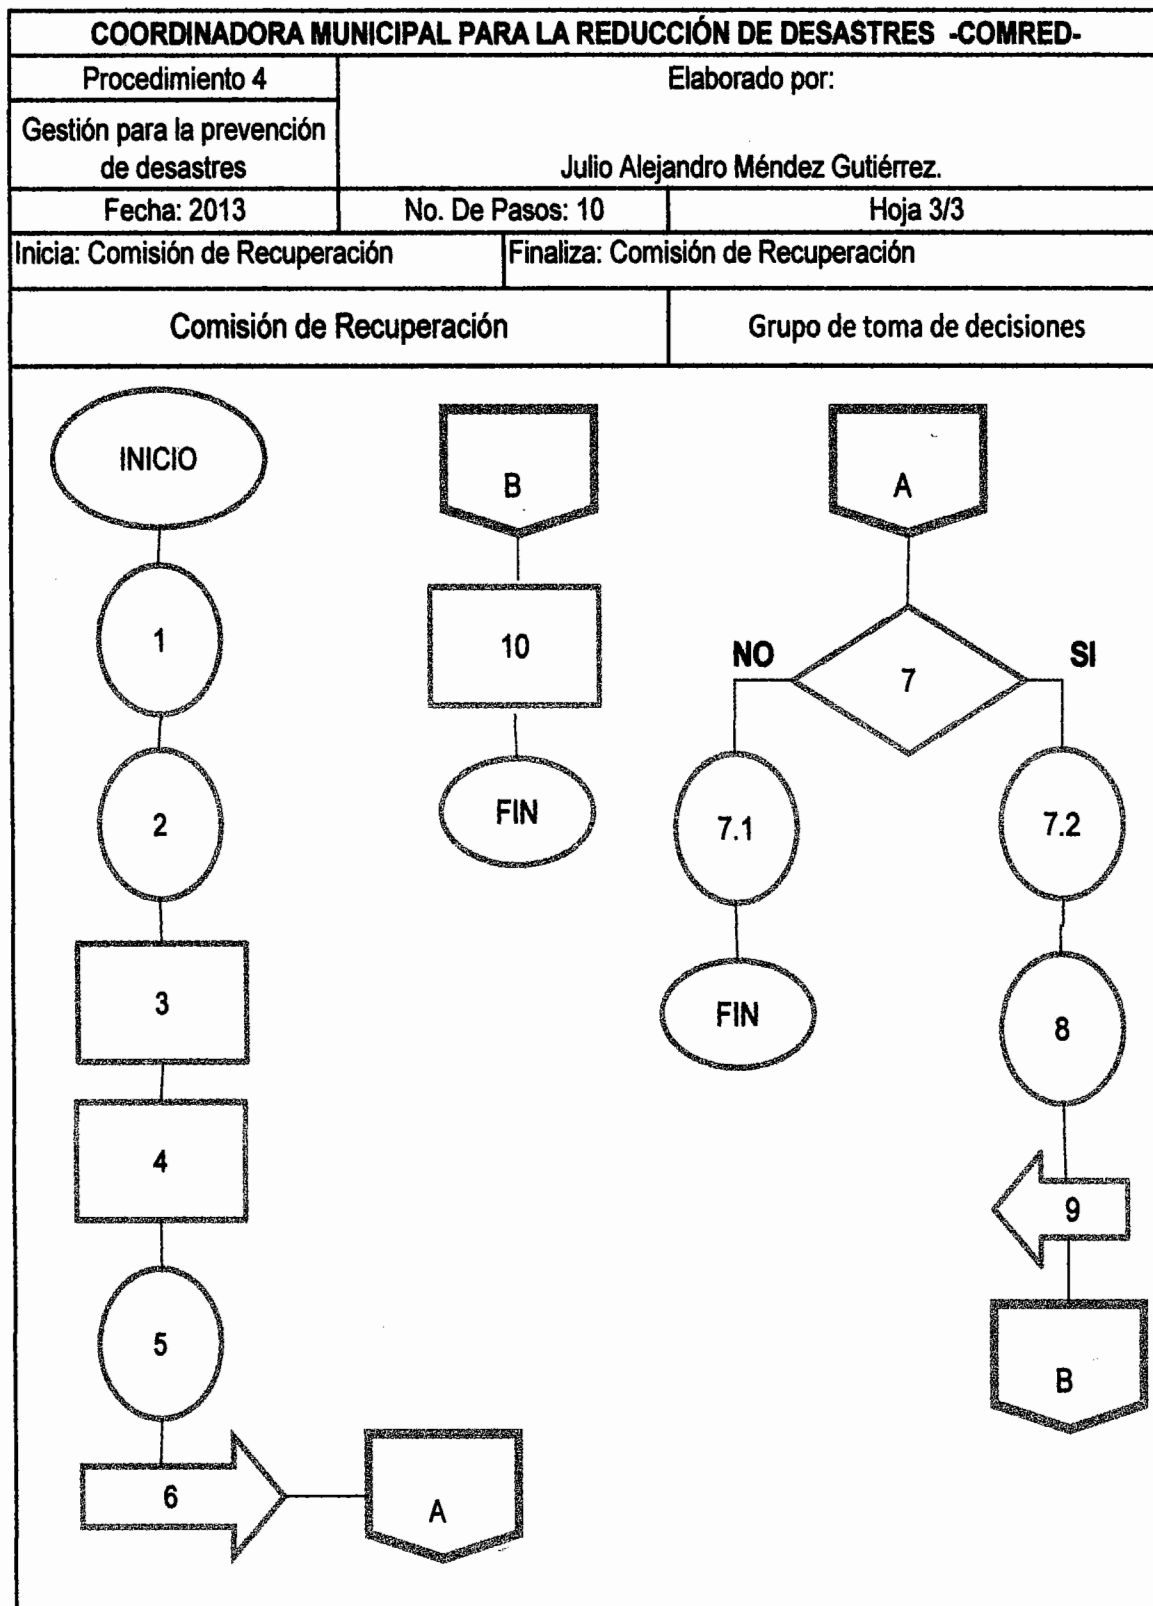 COORDINADORA MUNICIPAL PARA LA REDUCCIÓN DE DESASTRES -COMRED-
Procedimiento 4
Gestión para la prevención
de desastres
Elaborado por:
Julio Alejandro Méndez Gutiérrez.
Fecha: 2013
No. De Pasos: 10
Hoja 3/3
Inicia: Comisión de Recuperación
Finaliza: Comisión de Recuperación
Comisión de Recuperación
Grupo de toma de decisiones
INICIO
1
2
3
4
5
6
A
B
10
FIN
A
7
NO
SI
7.1
FIN
7.2
8
9
B